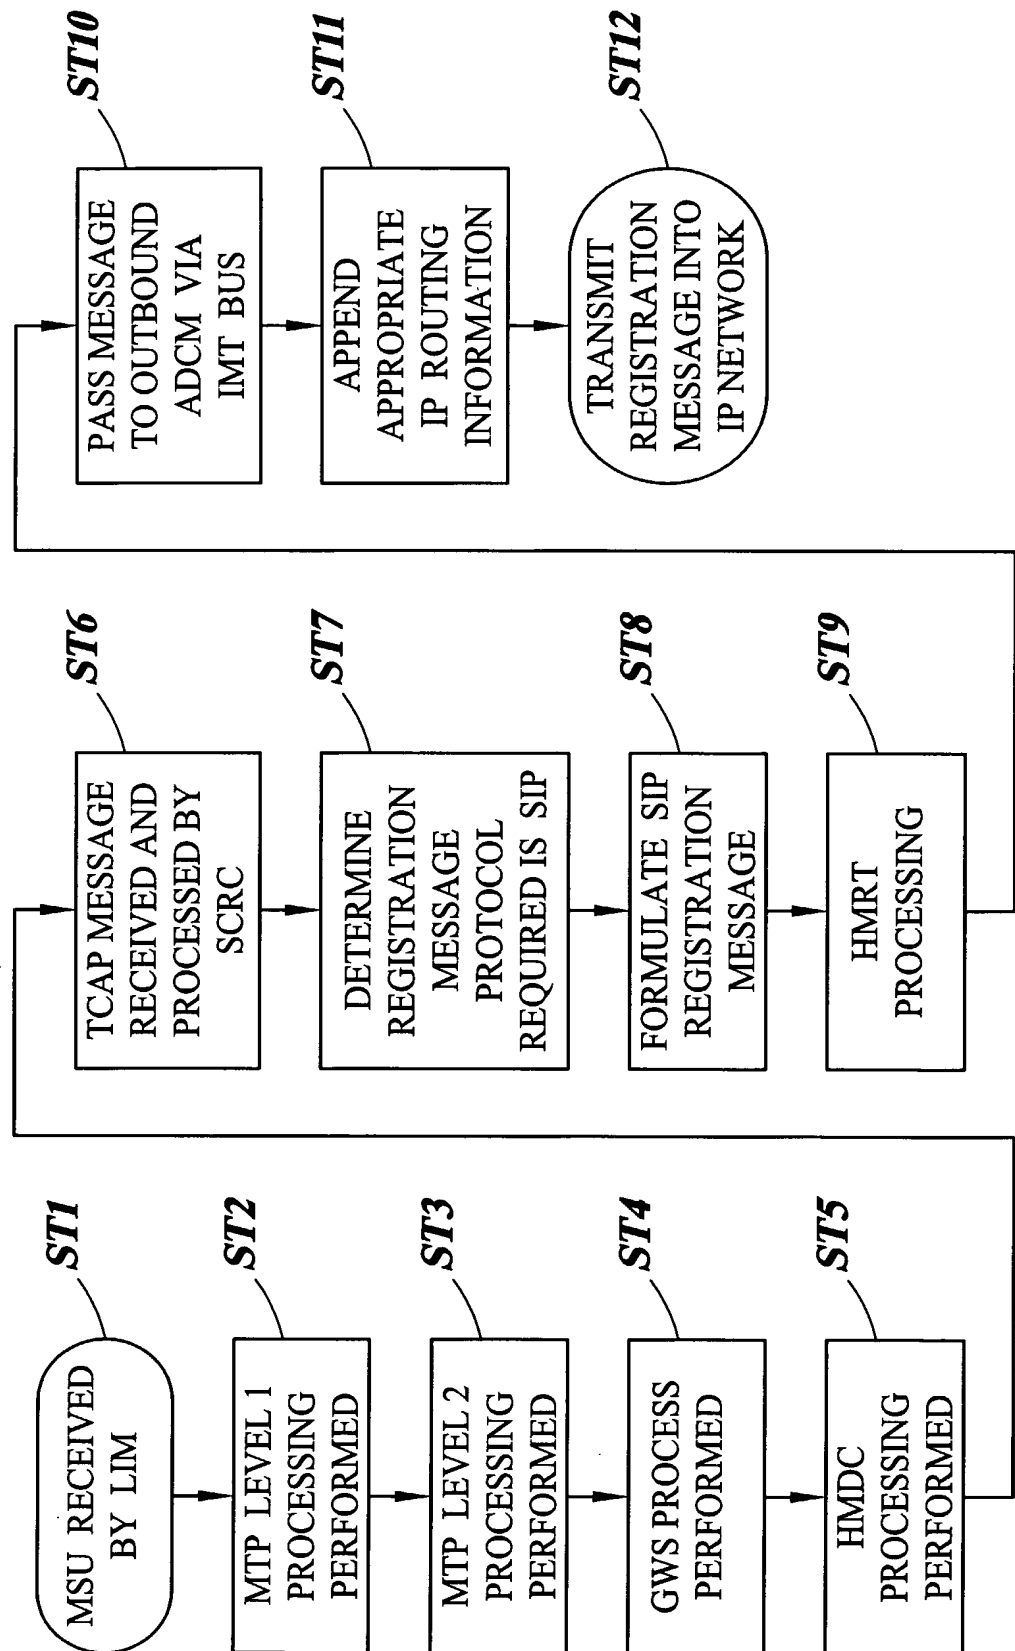 MSU RECEIVED
BY LIM
ST1
MTP LEVEL 1
PROCESSING
PERFORMED
ST2
MTP LEVEL 2
PROCESSING
PERFORMED
ST3
GWS PROCESS
PERFORMED
ST4
HMDC
PROCESSING
PERFORMED
ST5
TCAP MESSAGE
RECEIVED AND
PROCESSED BY
SCRC
ST6
DETERMINE
REGISTRATION
MESSAGE
PROTOCOL
REQUIRED IS SIP
ST7
FORMULATE SIP
REGISTRATION
MESSAGE
ST8
HMRT
PROCESSING
ST9
PASS MESSAGE
TO OUTBOUND
ADCM VIA
IMT BUS
ST10
APPEND
APPROPRIATE
IP ROUTING
INFORMATION
ST11
TRANSMIT
REGISTRATION
MESSAGE INTO
IP NETWORK
ST12